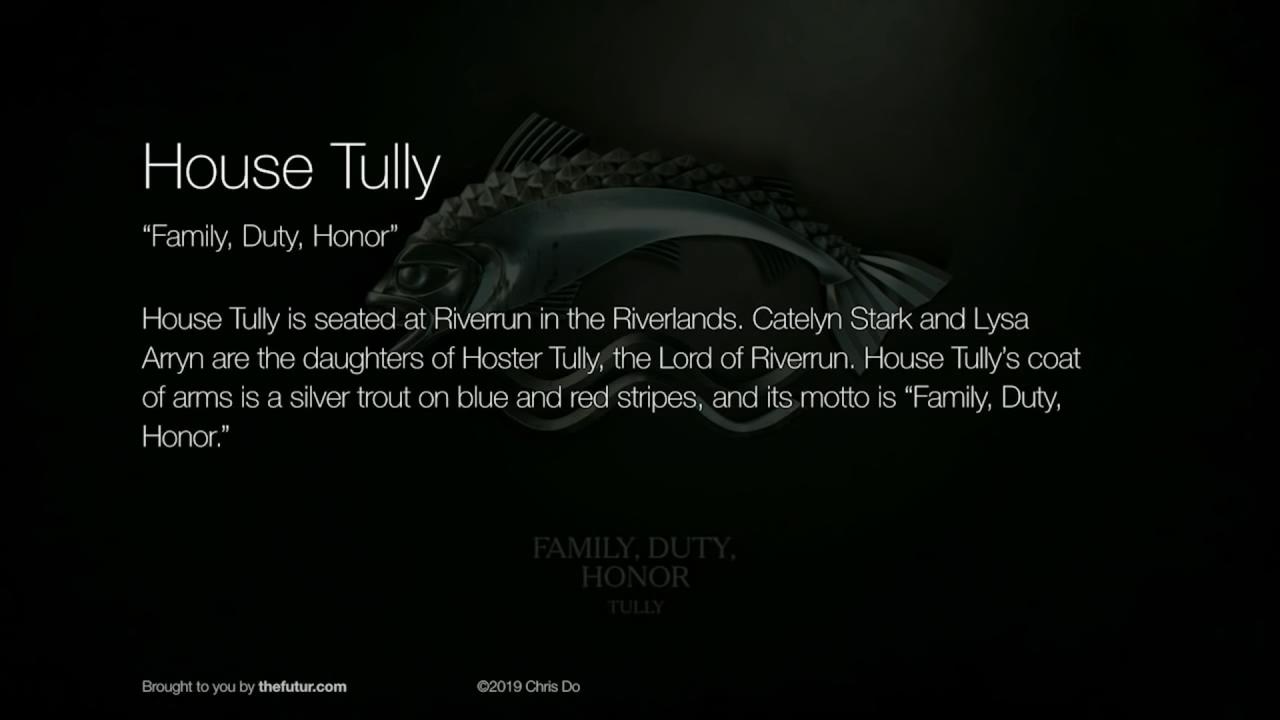 House Tully
“Family, Duty, Honor”
House Tully is seated at Riverrun in the Riverlands. Catelyn Stark and Lysa
Arryn are the daughters of Hoster Tully, the Lord of Riverrun. House Tully’s coat
of arms is a silver trout on blue and red stripes, and its motto is “Family, Duty,
Honor.”
FAMILY, DUTY,
HONOR
TULLY
Brought to you by thefutur.com
©2019 Chris Do